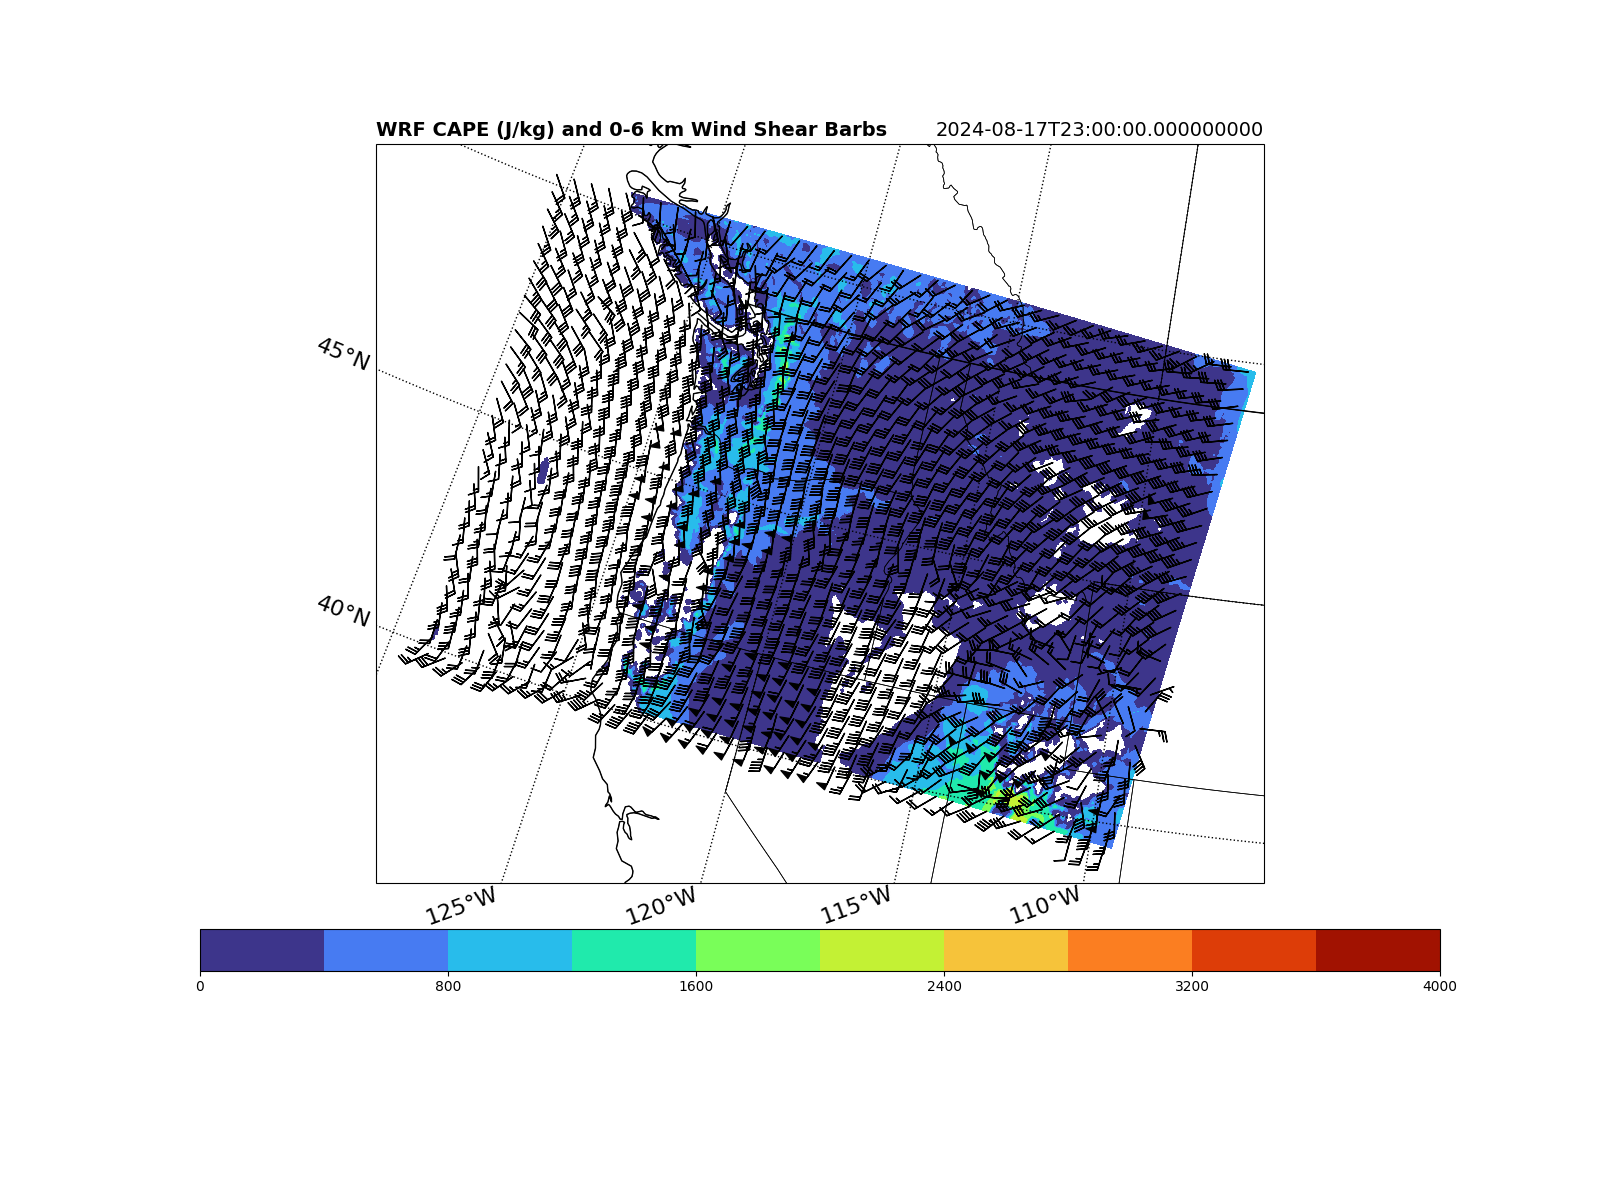 WRF CAPE (J/kg) and 0-6 km Wind Shear Barbs 2024-08-17T23:00:00.000000000
45°N
40°N
125°W 120°W 115°W 110°W
0 800 1600 2400 3200 4000